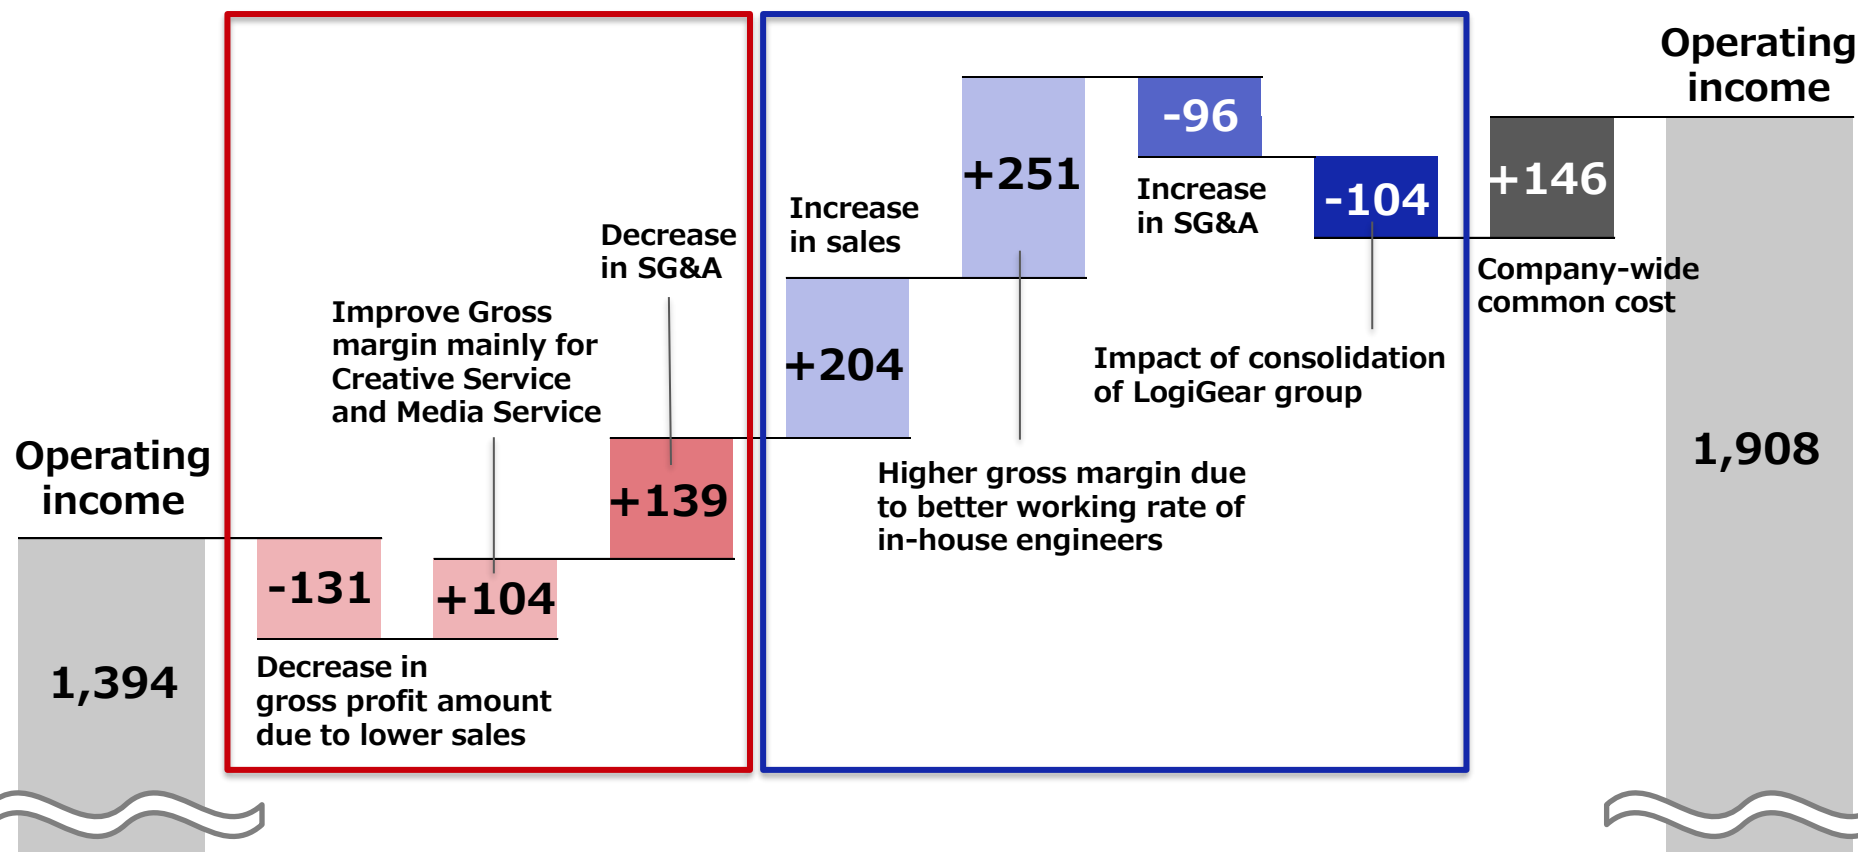 Operating
income
1,394
-131
Decrease in
gross profit amount
due to lower sales
Improve Gross
margin mainly for
Creative Service
and Media Service
+104
Decrease
in SG&A
+139
Increase
in sales
+204
+251
Higher gross margin due
to better working rate of
in-house engineers
-96
Increase
in SG&A
-104
Impact of consolidation
of LogiGear group
+146
Company-wide
common cost
Operating
income
1,908